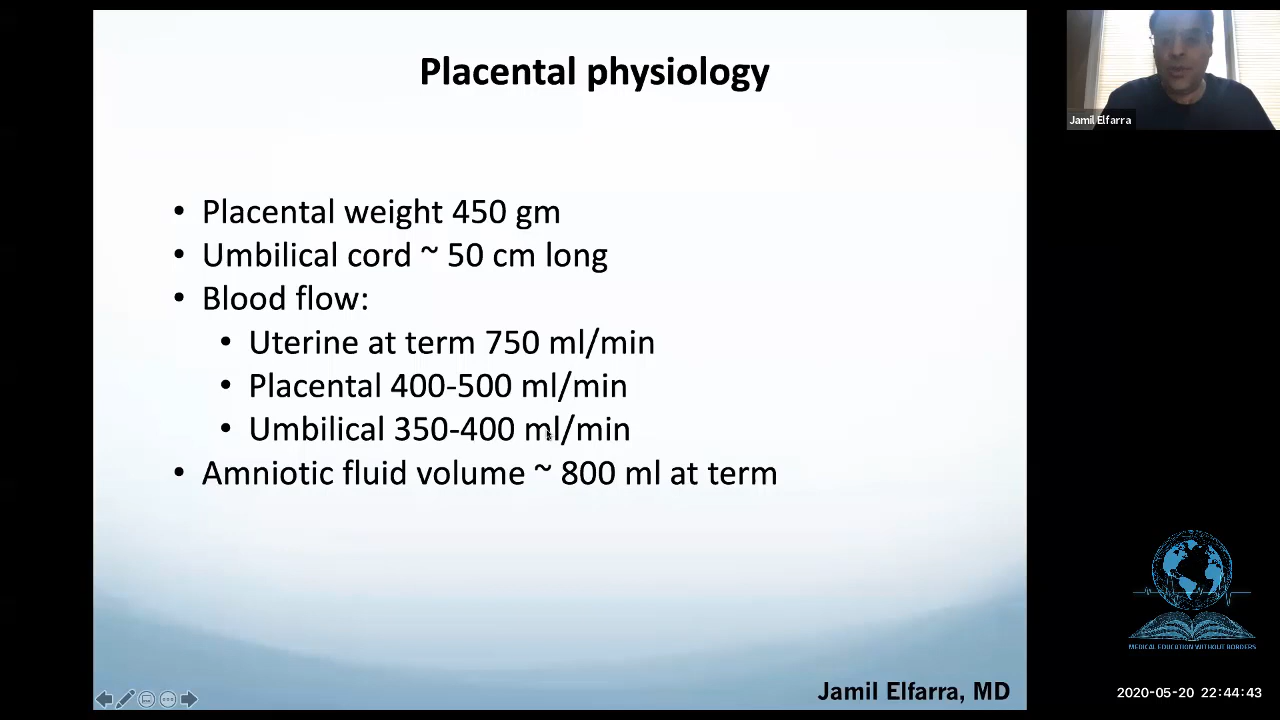 Placental physiology
• Placental weight 450 gm
• Umbilical cord ~ 50 cm long
• Blood flow:
• Uterine at term 750 ml/min
• Placental 400-500 ml/min
• Umbilical 350-400 ml/min
• Amniotic fluid volume ~ 800 ml at term
Jamil Elfarra, MD
Jamil Elfarra
MEDICAL EDUCATION WITHOUT BORDERS
2020-05-20 22:44:43